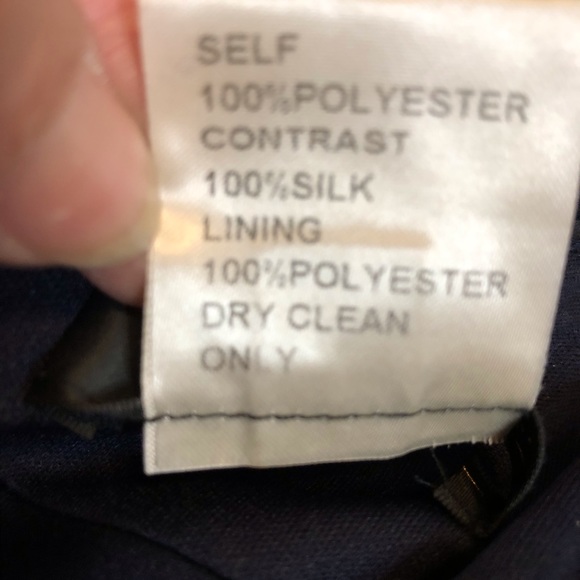 SELF
100%POLYESTER
CONTRAST
100%SILK
LINING
100%POLYESTER
DRY CLEAN
ONLY